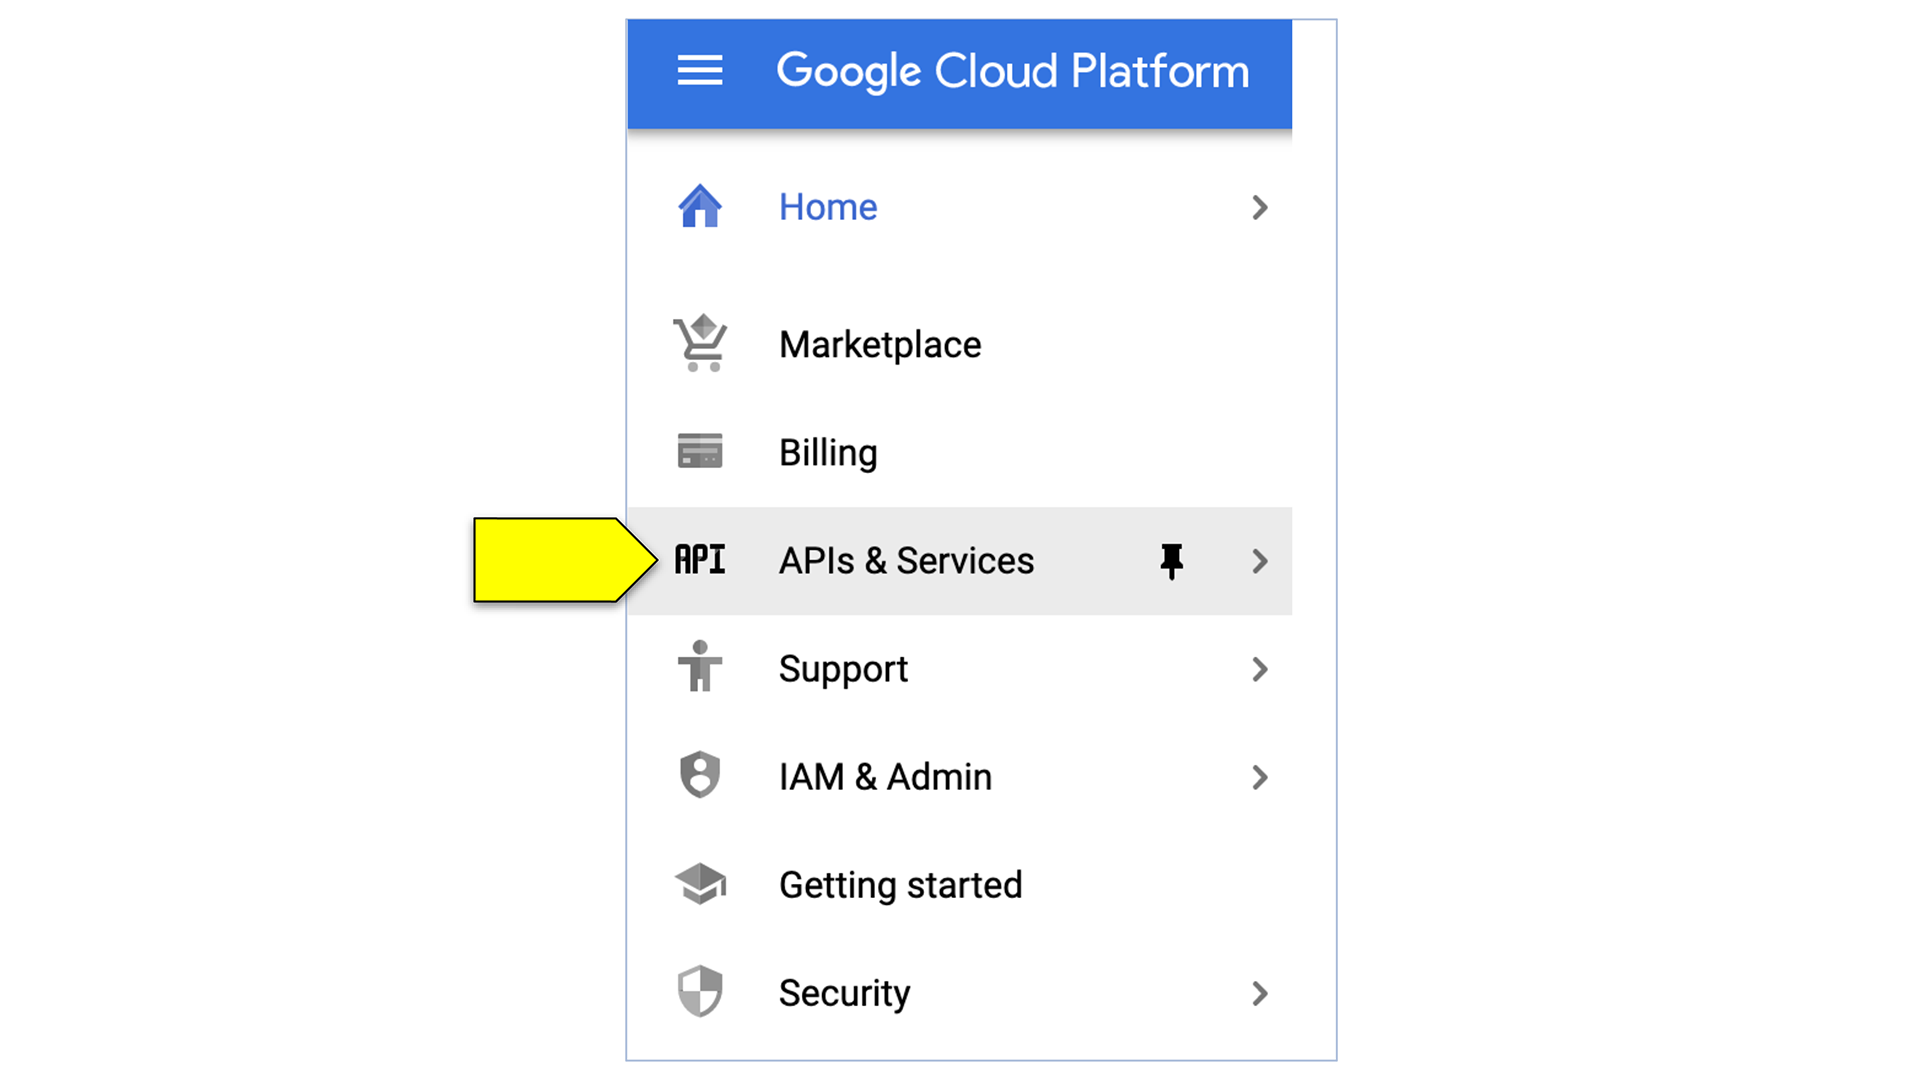 Google Cloud Platform
Home
Marketplace
Billing
API APIs & Services
Support
IAM & Admin
Getting started
Security